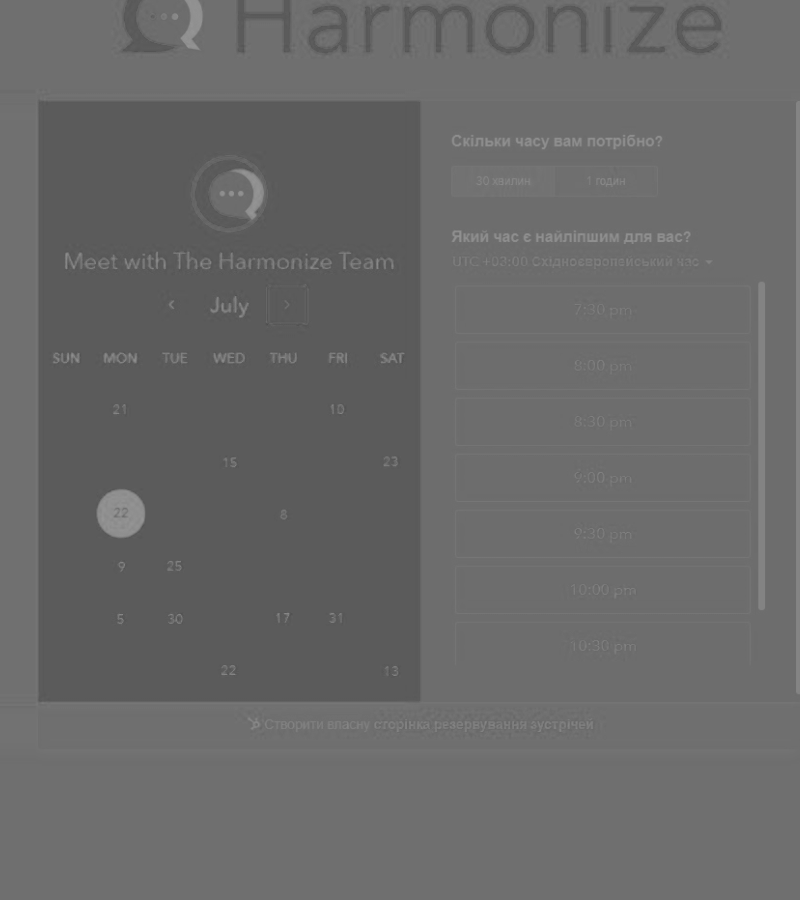 Harmonize
Meet with The Harmonize Team
‹ July ›
SUN MON TUE WED THU FRI SAT
21 10
15 23
22 8
9 25
5 30 17 31
22 13
Скільки часу вам потрібно?
30 хвилин 1 годин
Який час є найліпшим для вас?
UTC +03:00 Східноєвропейський час
7:30 pm
8:00 pm
8:30 pm
9:00 pm
9:30 pm
10:00 pm
10:30 pm
Створити власну сторінка резервування зустрічей